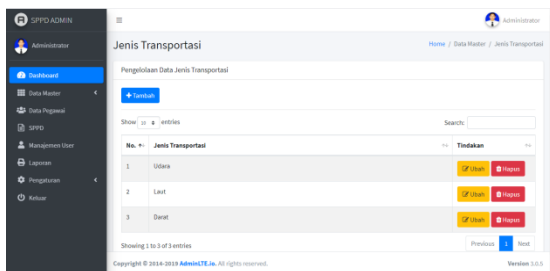 SPPD ADMIN
Administrator
Administrator
Jenis Transportasi
Home / Data Master / Jenis Transportasi
Dashboard
Data Master
Data Pegawai
SPPD
Manajemen User
Laporan
Pengaturan
Keluar
Pengelolaan Data Jenis Transportasi
+Tambah
Show 10 entries
Search:
No. Jenis Transportasi Tindakan
1 Udara Ubah Hapus
2 Laut Ubah Hapus
3 Darat Ubah Hapus
Showing 1 to 3 of 3 entries
Previous 1 Next
Copyright © 2014-2019 AdminLTE.io. All rights reserved.
Version 3.0.5